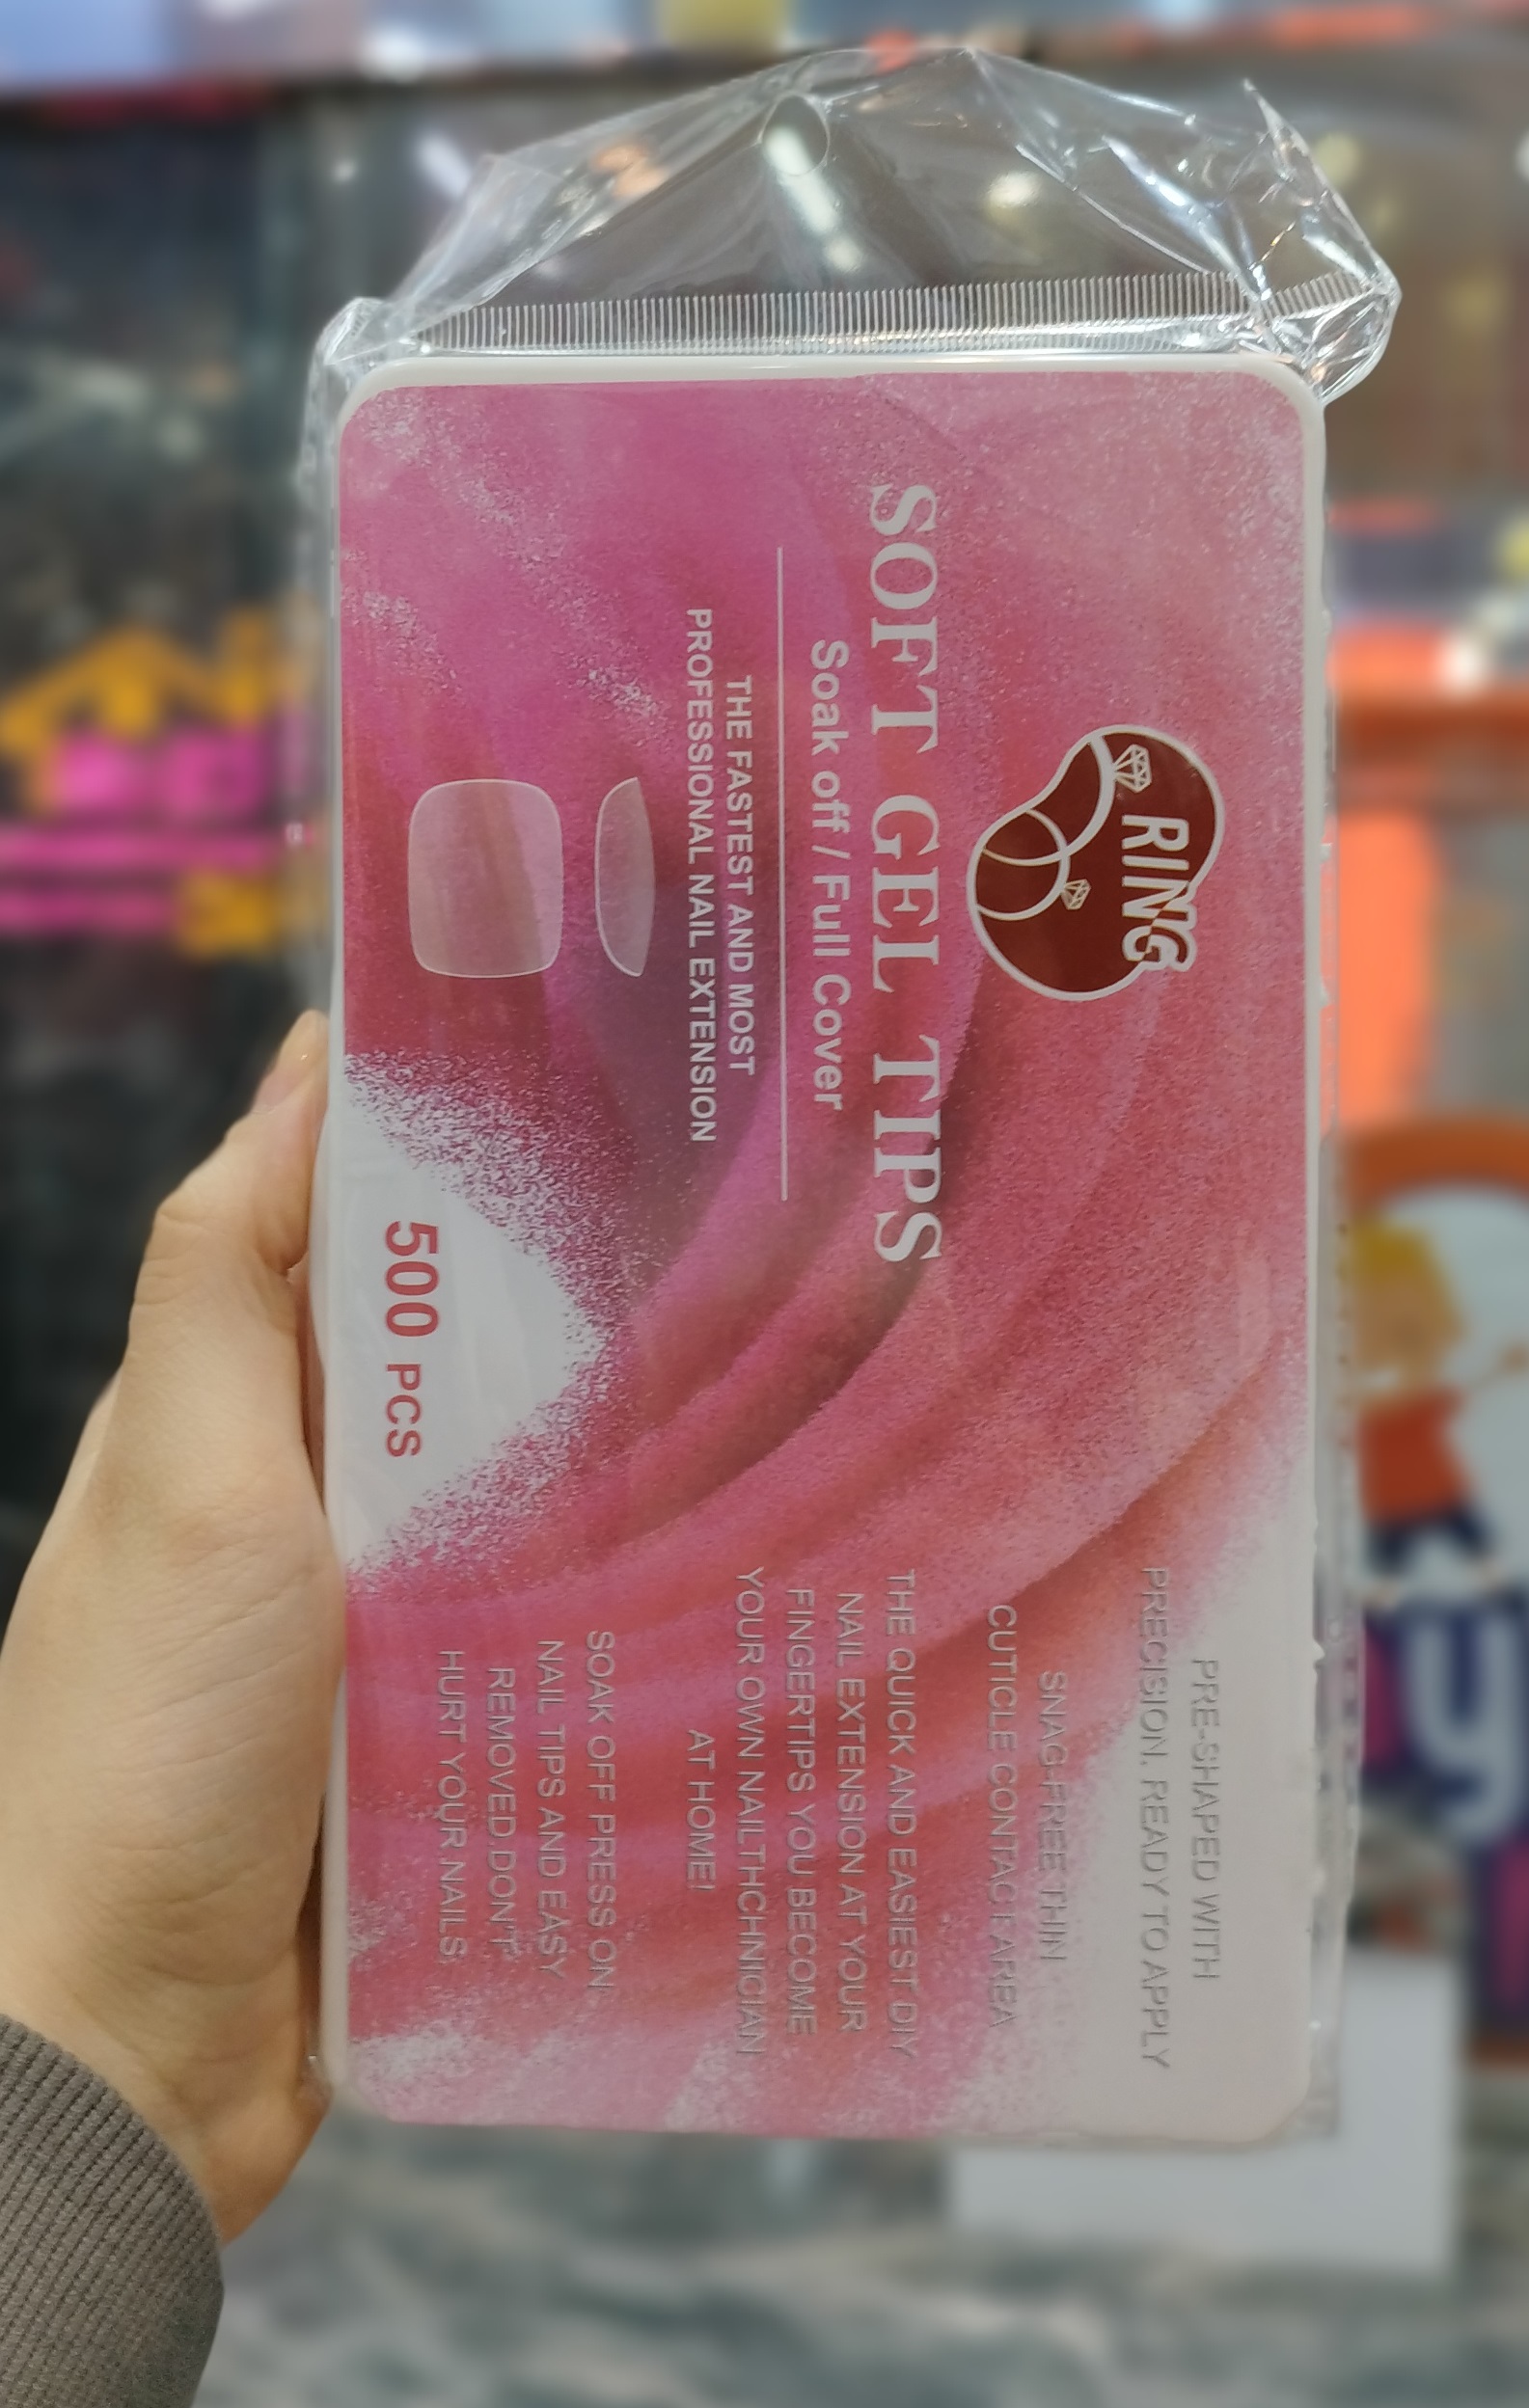 RING
SOFT GEL TIPS
Soak off / Full Cover
THE FASTEST AND MOST
PROFESSIONAL NAIL EXTENSION
500 PCS
PRE-SHAPED WITH
PRECISION. READY TO APPLY
SNAG-FREE THIN
CUTICLE CONTACT AREA
THE QUICK AND EASIEST DIY
NAIL EXTENSION AT YOUR
FINGERTIPS YOU BECOME
YOUR OWN NAILTHCHNICIAN
AT HOME!
SOAK OFF PRESS ON
NAIL TIPS AND EASY
REMOVED.DON'T
HURT YOUR NAILS
y